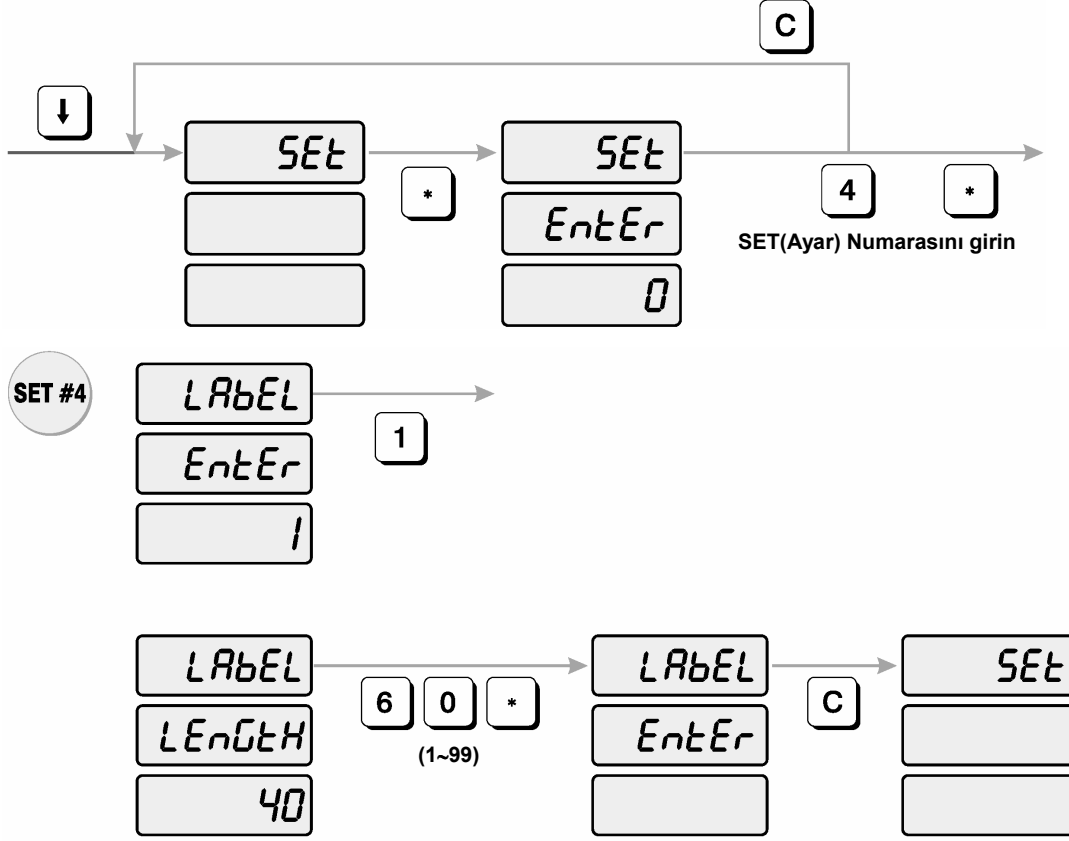 C
↓
SEt
*
SEt
EntEr
0
4
*
SET(Ayar) Numarasını girin
SET #4
LAbEL
EntEr
1
1
LAbEL
LEnGtH
40
6 0 *
(1~99)
LAbEL
EntEr
C
SEt